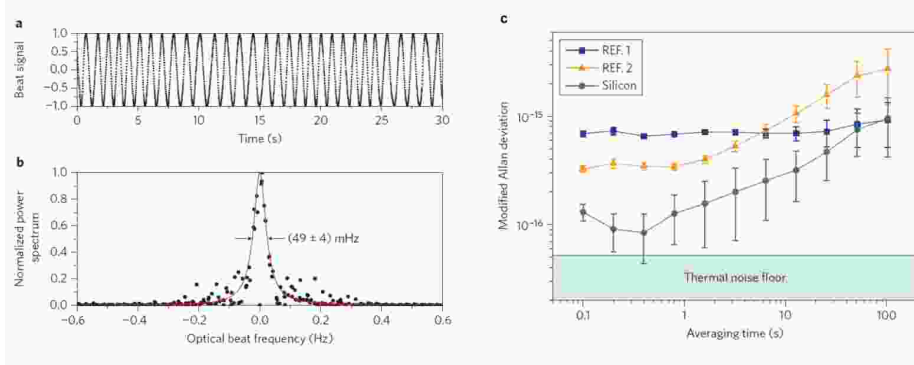 a
1.0
0.5
0.0
−0.5
−1.0
Beat signal
0 5 10 15 20 25 30
Time (s)
b
1.0
0.8
0.6
0.4
0.2
0.0
Normalized power
spectrum
(49 ± 4) mHz
−0.6 −0.4 −0.2 0.0 0.2 0.4 0.6
Optical beat frequency (Hz)
c
REF. 1
REF. 2
Silicon
10⁻¹⁵
10⁻¹⁶
Modified Allan deviation
Thermal noise floor
0.1 1 10 100
Averaging time (s)